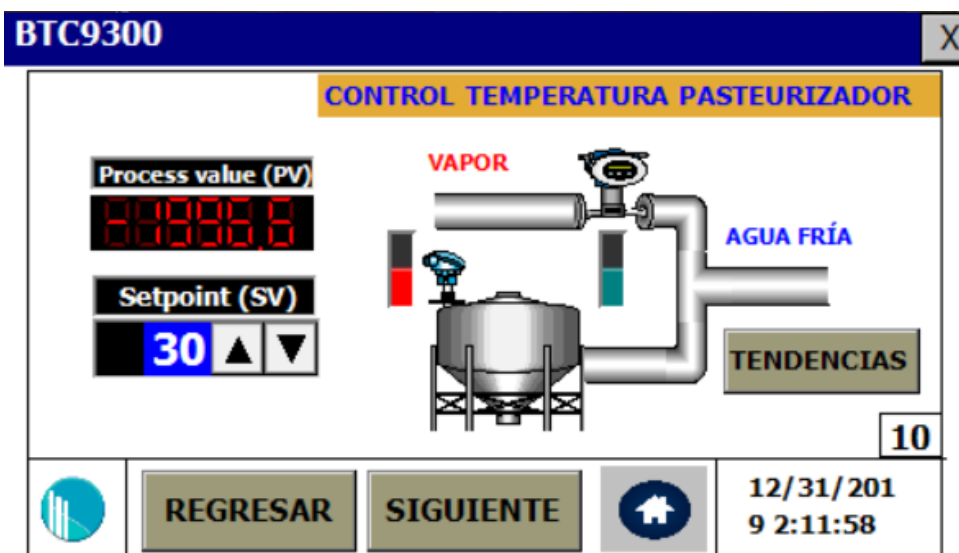 BTC9300
X
CONTROL TEMPERATURA PASTEURIZADOR
Process value (PV)
VAPOR
AGUA FRÍA
Setpoint (SV)
30
TENDENCIAS
10
REGRESAR
SIGUIENTE
12/31/201
9 2:11:58